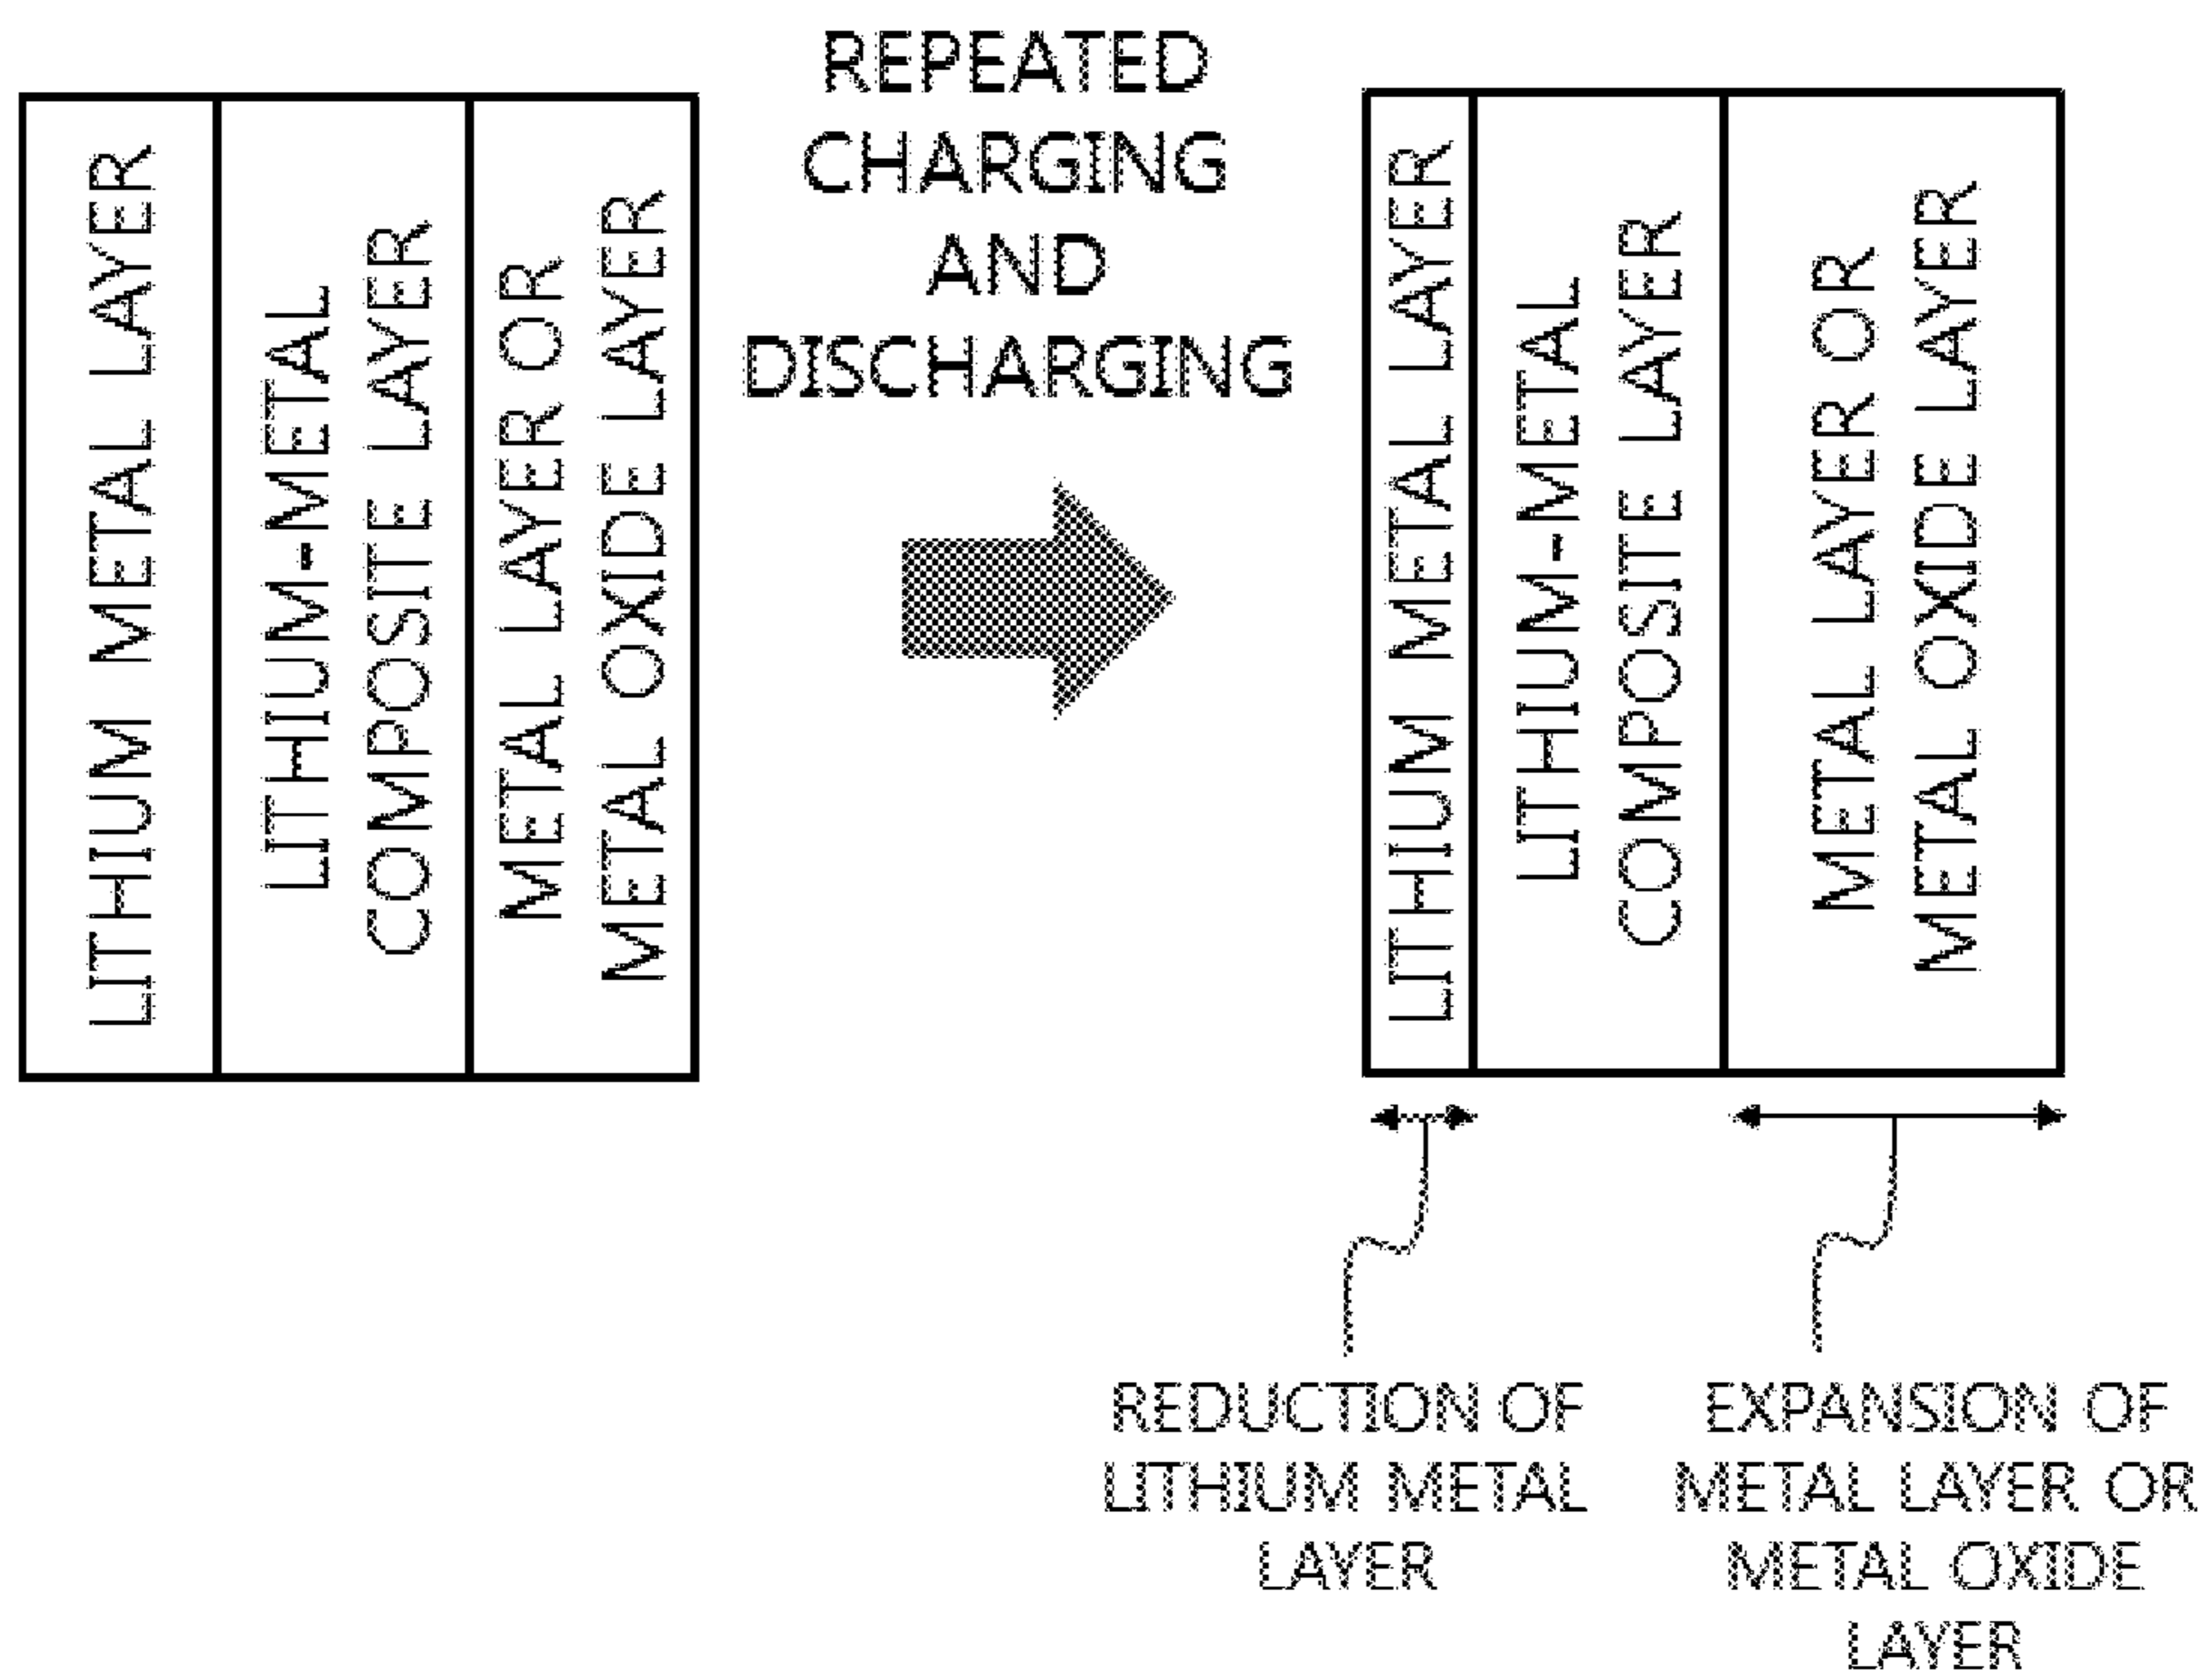 LITHIUM METAL LAYER
LITHIUM-METAL
COMPOSITE LAYER
METAL LAYER OR
METAL OXIDE LAYER
REPEATED
CHARGING
AND
DISCHARGING
LITHIUM METAL LAYER
LITHIUM-METAL
COMPOSITE LAYER
METAL LAYER OR
METAL OXIDE LAYER
REDUCTION OF
LITHIUM METAL
LAYER
EXPANSION OF
METAL LAYER OR
METAL OXIDE
LAYER